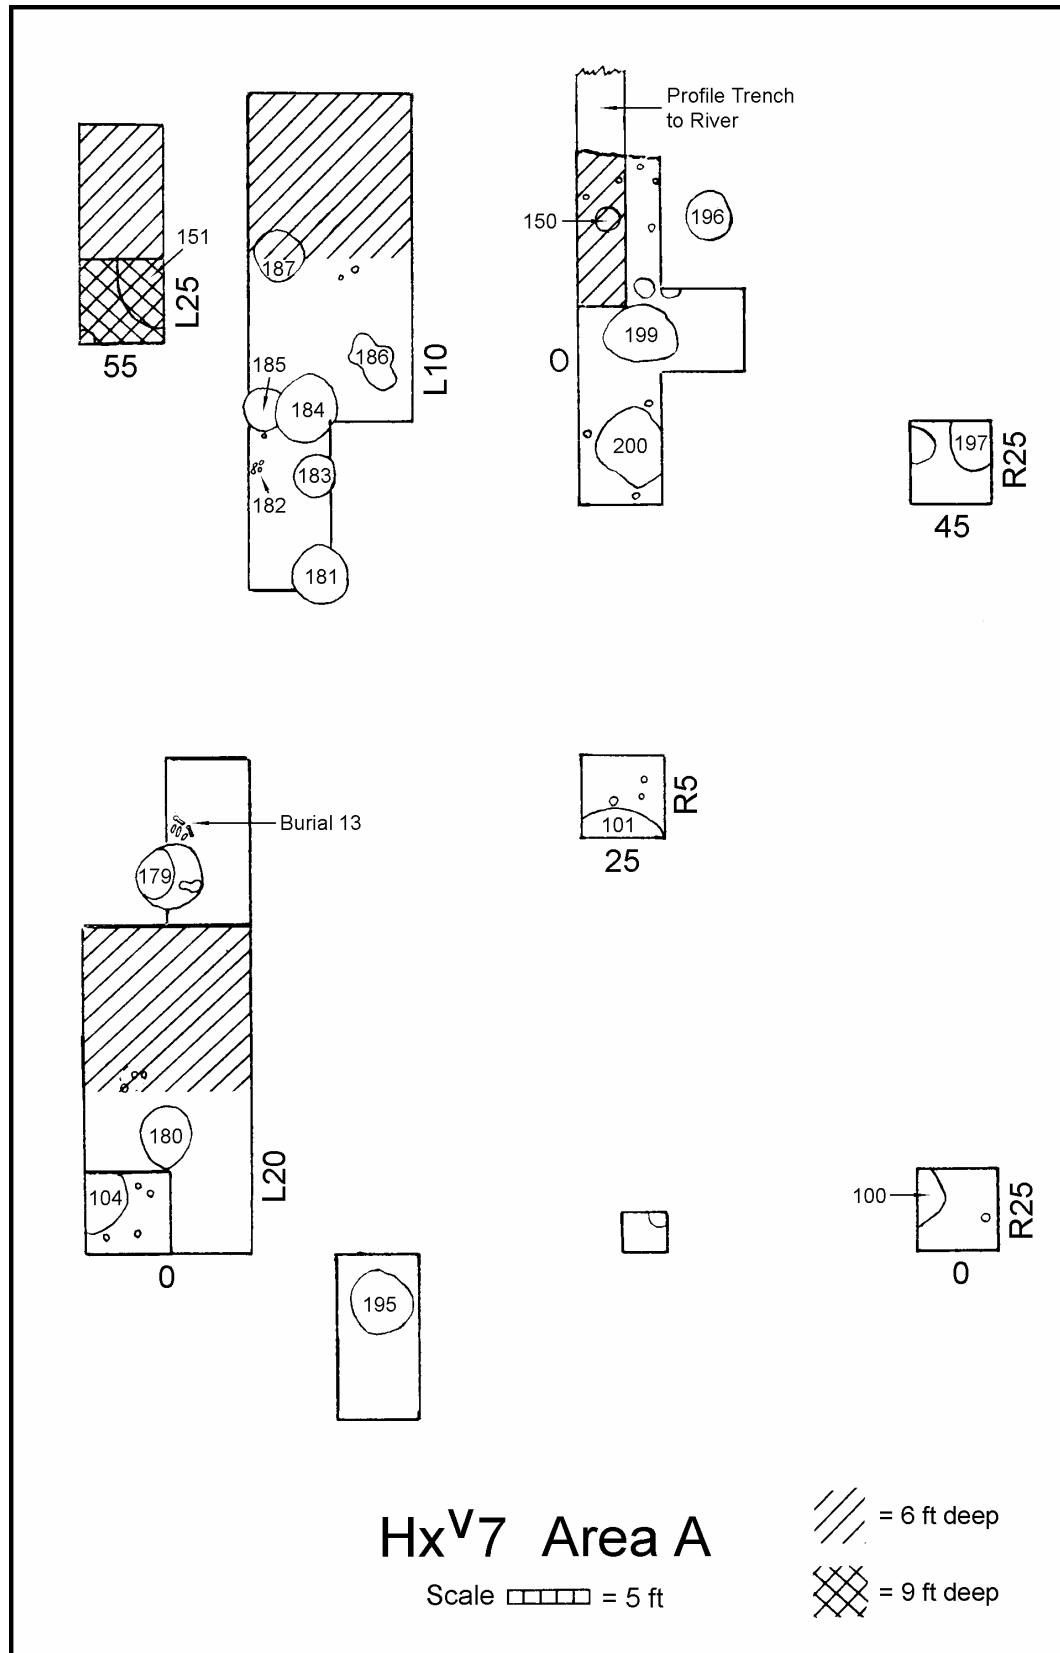 Profile Trench
to River
150
196
151
187
L25
199
55
185
186
L10
0
184
200
197
R25
183
182
45
181
Burial 13
R5
101
179
25
180
L20
104
100
R25
0
0
195
HxV7 Area A
= 6 ft deep
Scale = 5 ft
= 9 ft deep